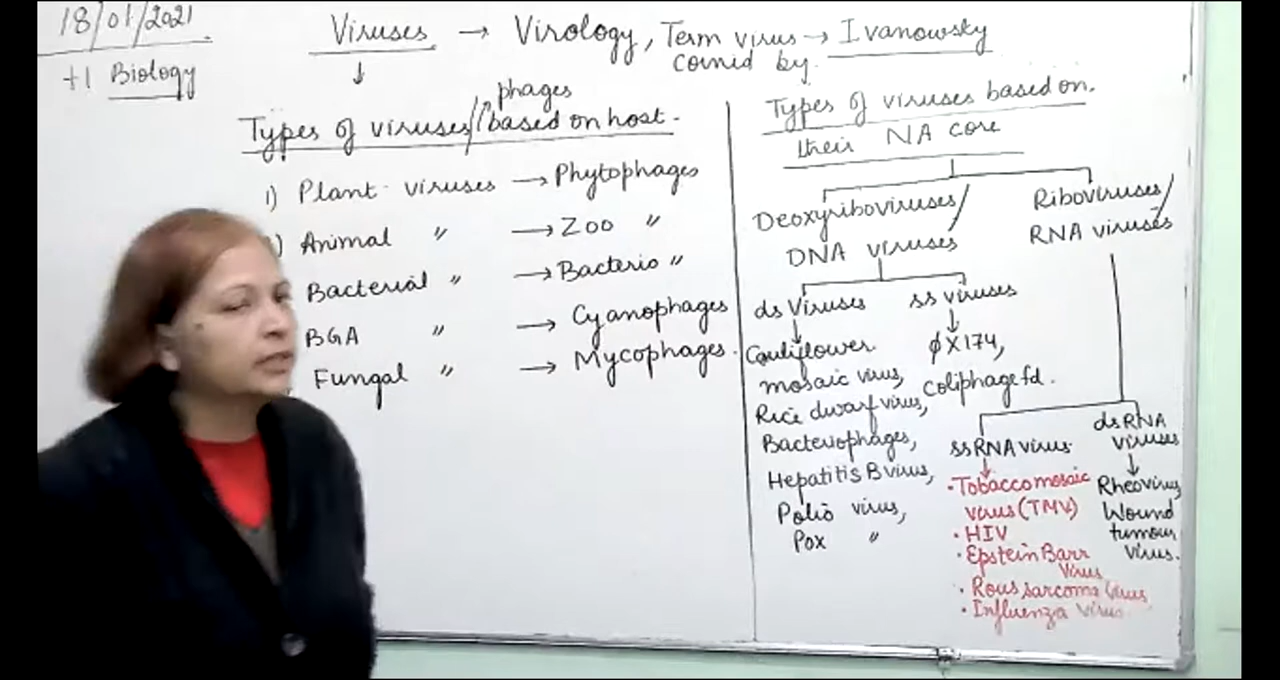 18/01/2021
+1 Biology
Viruses → Virology, Term virus → Ivanowsky
coinid by.
↓
phages
Types of viruses/ based on host.
1) Plant viruses → Phytophages
) Animal " → Zoo "
Bacterial " → Bacterio "
BGA " → Cyanophages
Fungal " → Mycophages.
Types of viruses based on.
their NA core
Deoxyriboviruses/
DNA viruses
Riboviruses/
RNA viruses
ds Viruses
↓
Cauliflower
mosaic virus,
Rice dwarf virus,
Bacteriophages,
Hepatitis B virus,
Polio virus,
Pox "
ss viruses
↓
ϕX174,
Coliphage fd.
ssRNA virus
↓
• Tobacco mosaic
virus (TMV)
• HIV
• Epstein Barr
Virus
• Rous sarcoma Virus
• Influenza virus
dsRNA
viruses
↓
Rheovirus,
Wound
tumour
virus.